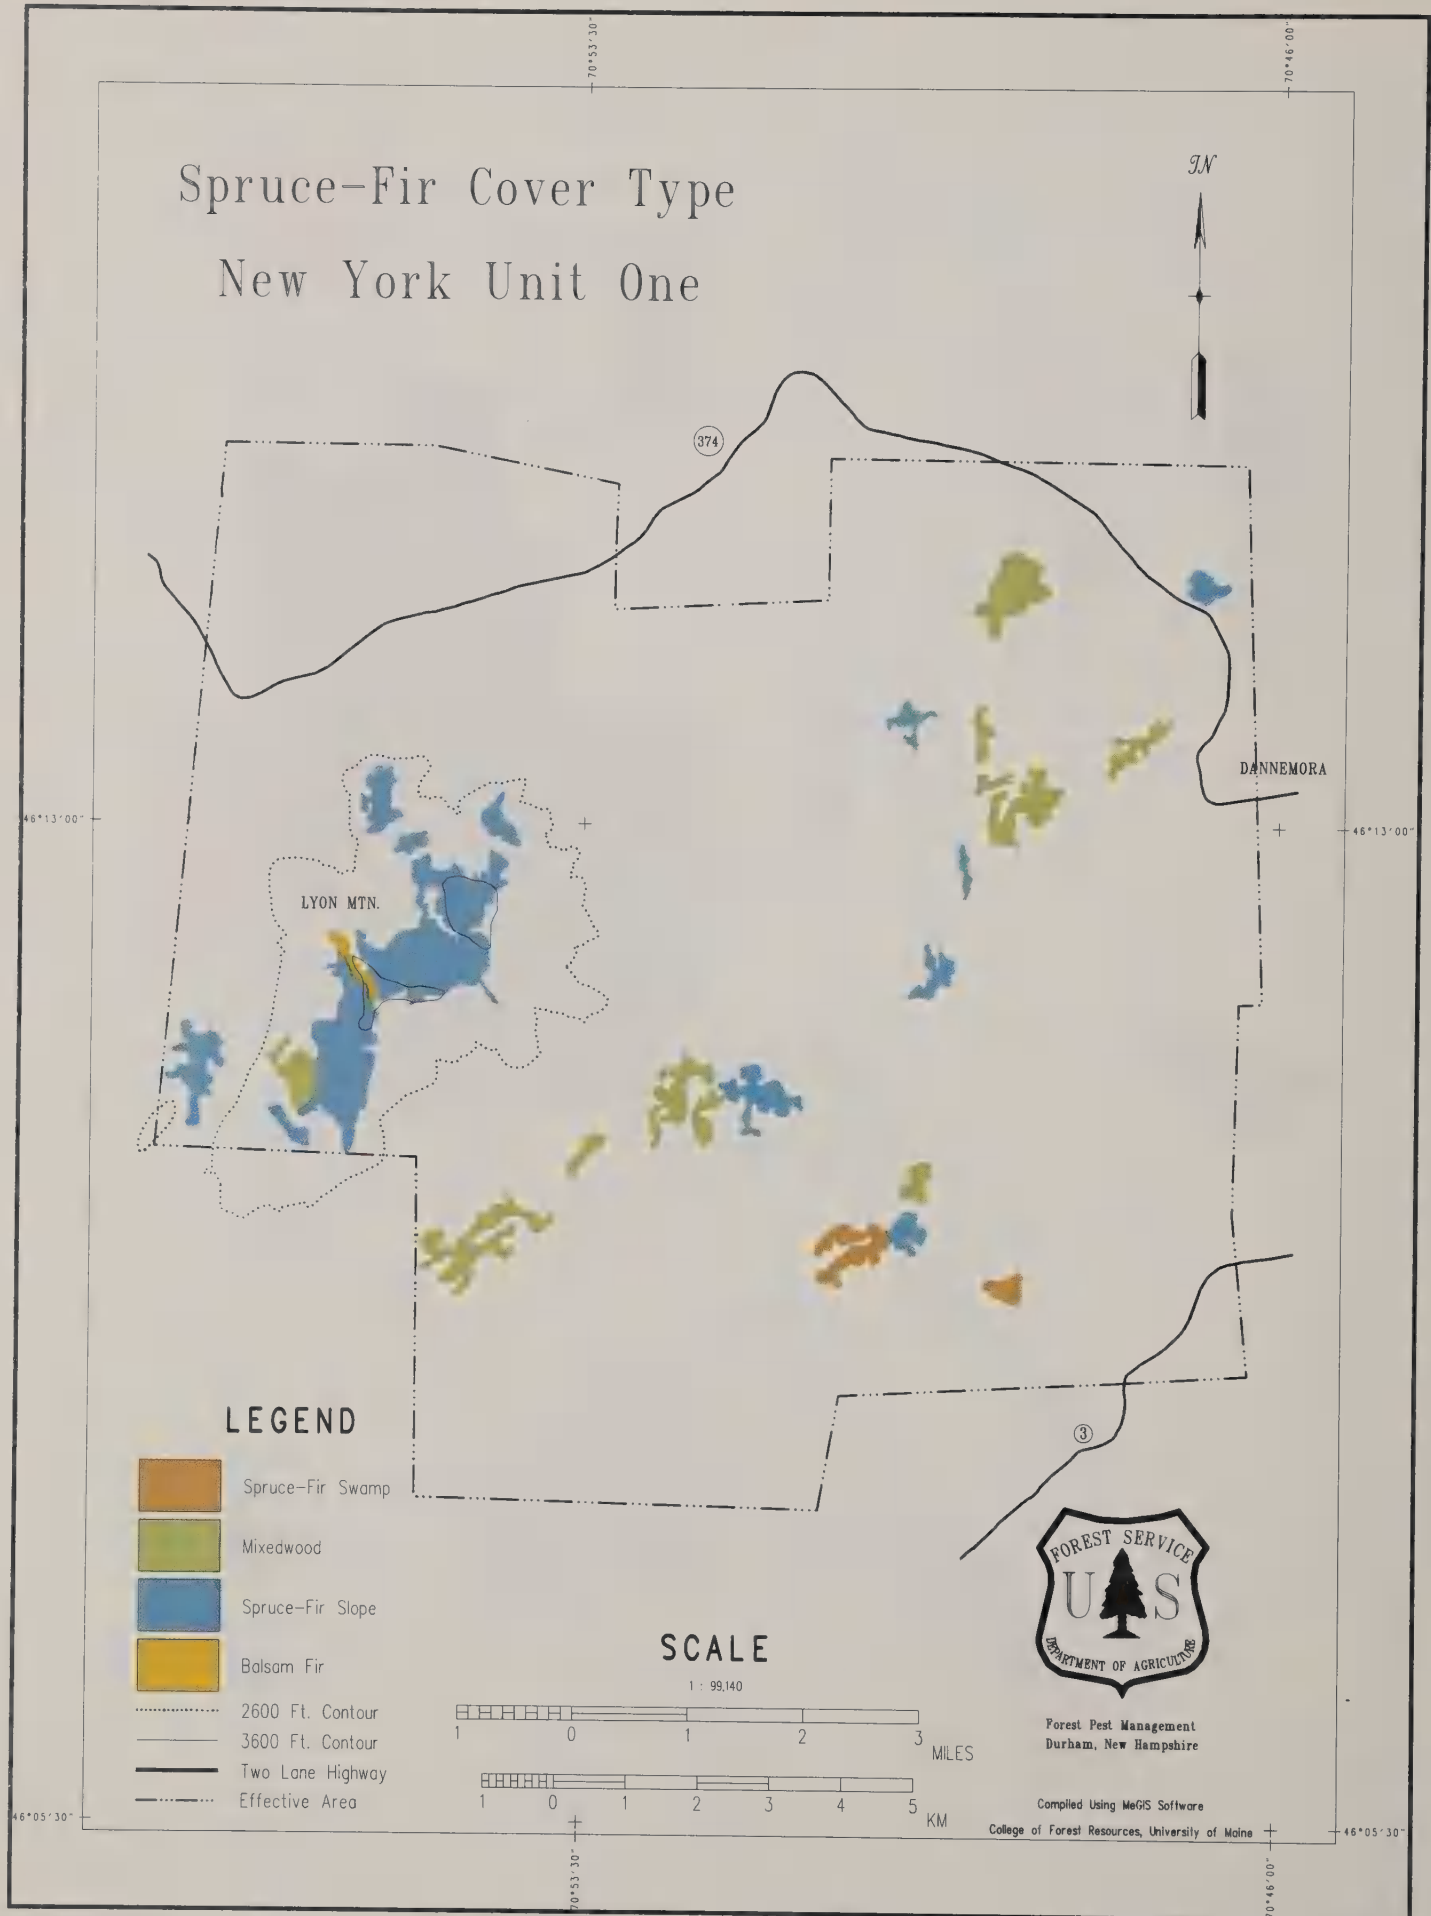 70°53'30"
70°46'00"
Spruce-Fir Cover Type
New York Unit One
N
374
DANNEMORA
46°13'00"
46°13'00"
LYON MTN.
3
LEGEND
Spruce-Fir Swamp
Mixedwood
Spruce-Fir Slope
Balsam Fir
2600 Ft. Contour
3600 Ft. Contour
Two Lane Highway
Effective Area
SCALE
1 : 99,140
1 0 1 2 3
MILES
1 0 1 2 3 4 5
KM
FOREST SERVICE
U S
DEPARTMENT OF AGRICULTURE
Forest Pest Management
Durham, New Hampshire
Compiled Using MeGIS Software
College of Forest Resources, University of Maine
46°05'30"
46°05'30"
70°53'30"
70°46'00"